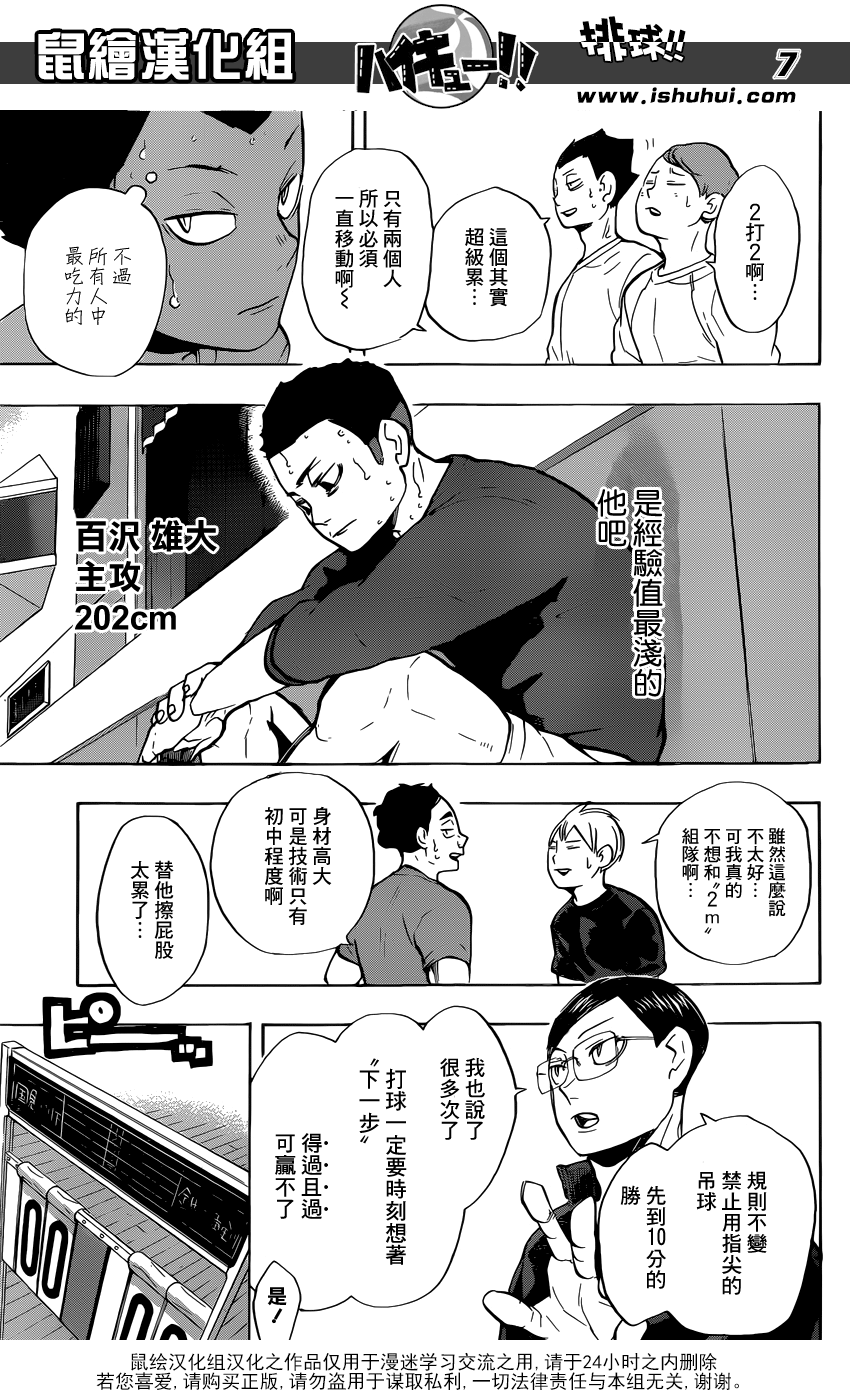 鼠繪漢化組
ハイキュー!!
排球!!
7
www.ishuhui.com
2打2啊…
這個其實
超級累…
只有兩個人
所以必須
一直移動啊～
不過
所有人中
最吃力的
是經驗值最淺的
他吧
百沢 雄大
主攻
202cm
雖然這麼說
不太好…
可我真的
不想和〝2m〞
組隊啊…
身材高大
可是技術只有
初中程度啊
替他擦屁股
太累了…
規則不變
禁止用指尖的
吊球
先到10分的
勝
我也說了
很多次了
打球一定要時刻想著
〝下一步〞
得過且過
可贏不了
是！
ピーッ
00
00
鼠绘汉化组汉化之作品仅用于漫迷学习交流之用, 请于24小时之内删除
若您喜爱, 请购买正版, 请勿盗用于谋取私利, 一切法律责任与本组无关, 谢谢。